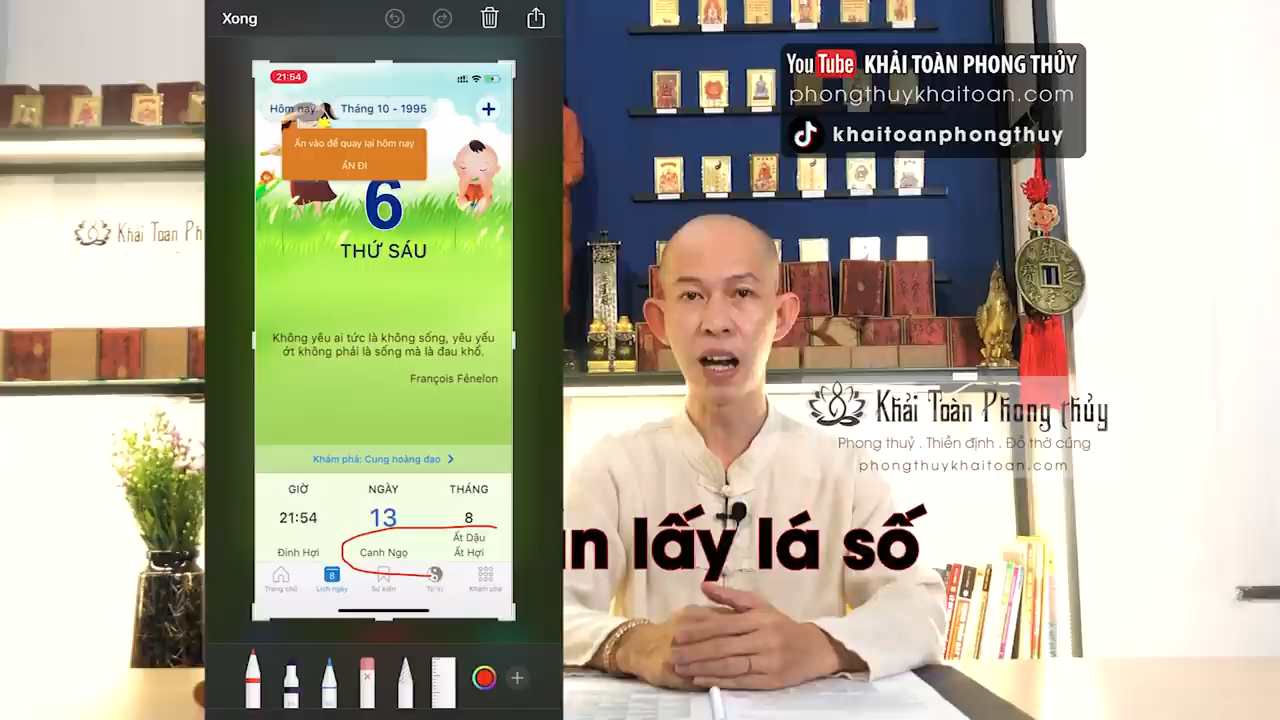 Xong
21:54
Hôm nay
Tháng 10 - 1995
+
Ấn vào để quay lại hôm nay
ẨN ĐI
6
THỨ SÁU
Không yêu ai tức là không sống, yêu yếu
ớt không phải là sống mà là đau khổ.
François Fénelon
Khám phá: Cung hoàng đạo
GIỜ
NGÀY
THÁNG
21:54
13
8
Đinh Hợi
Canh Ngọ
Ất Dậu
Ất Hợi
8
Trang chủ
Lịch ngày
Sự kiện
Tử vi
Khám phá
YouTube KHẢI TOÀN PHONG THỦY
phongthuykhaitoan.com
khaitoanphongthuy
Khải Toàn Ph
Khải Toàn Phong thủy
Phong thuỷ . Thiền định . Đồ thờ cúng
phongthuykhaitoan.com
n lấy lá số